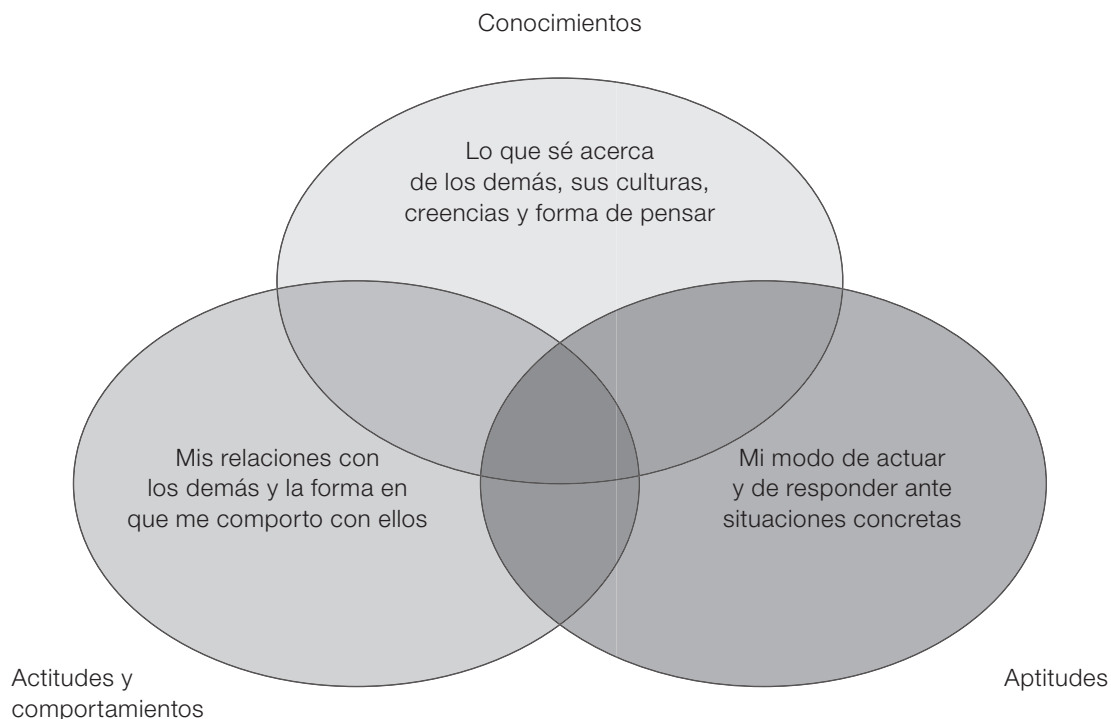 Conocimientos
Lo que sé acerca
de los demás, sus culturas,
creencias y forma de pensar
Mis relaciones con
los demás y la forma en
que me comporto con ellos
Mi modo de actuar
y de responder ante
situaciones concretas
Actitudes y
comportamientos
Aptitudes